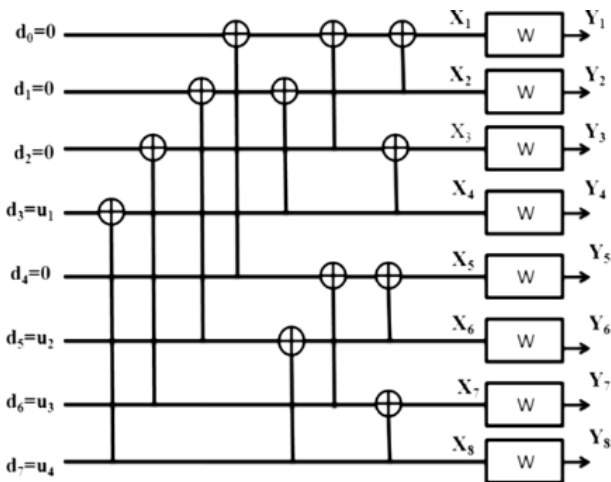 d₀=0 X₁ W Y₁
d₁=0 X₂ W Y₂
d₂=0 X₃ W Y₃
d₃=u₁ X₄ W Y₄
d₄=0 X₅ W Y₅
d₅=u₂ X₆ W Y₆
d₆=u₃ X₇ W Y₇
d₇=u₄ X₈ W Y₈